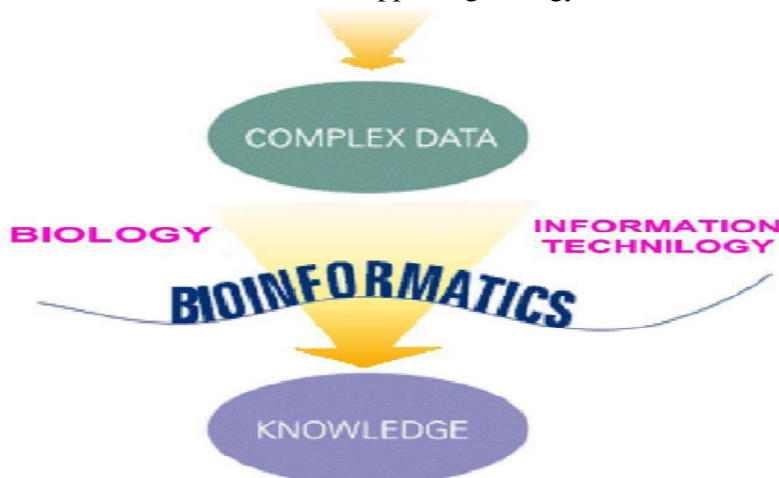 COMPLEX DATA
BIOLOGY
INFORMATION
TECHNILOGY
BIOINFORMATICS
KNOWLEDGE